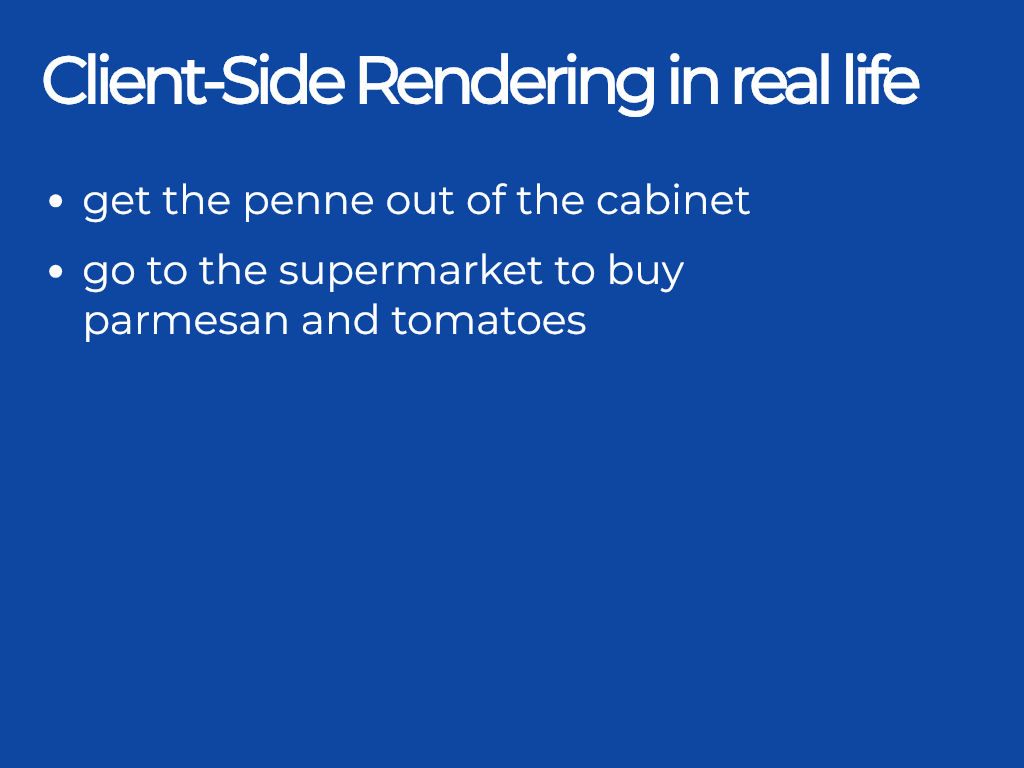 Client-Side Rendering in real life
• get the penne out of the cabinet
• go to the supermarket to buy
parmesan and tomatoes